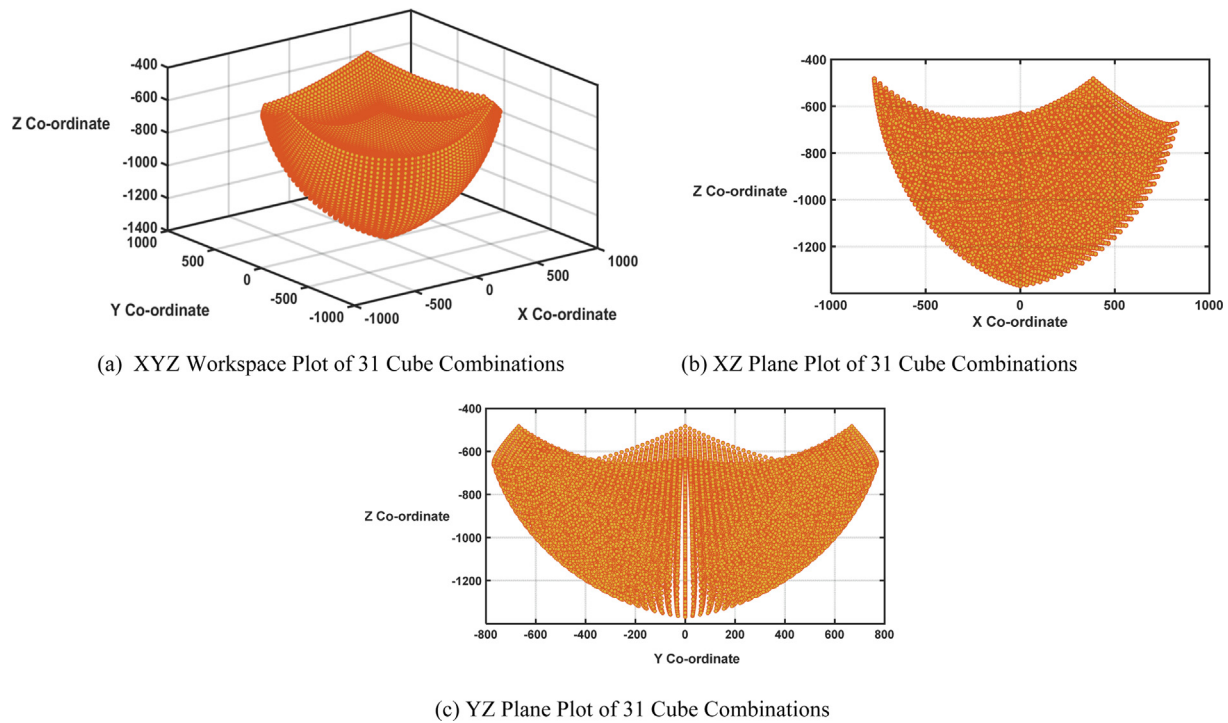 -400
-600
-800
Z Co-ordinate
-1000
-1200
-1400
1000
500
0
-500
-1000
Y Co-ordinate
-1000
-500
0
500
1000
X Co-ordinate
(a) XYZ Workspace Plot of 31 Cube Combinations
-400
-600
-800
Z Co-ordinate
-1000
-1200
-1000 -500 0 500 1000
X Co-ordinate
(b) XZ Plane Plot of 31 Cube Combinations
-400
-600
-800
Z Co-ordinate
-1000
-1200
-800 -600 -400 -200 0 200 400 600 800
Y Co-ordinate
(c) YZ Plane Plot of 31 Cube Combinations